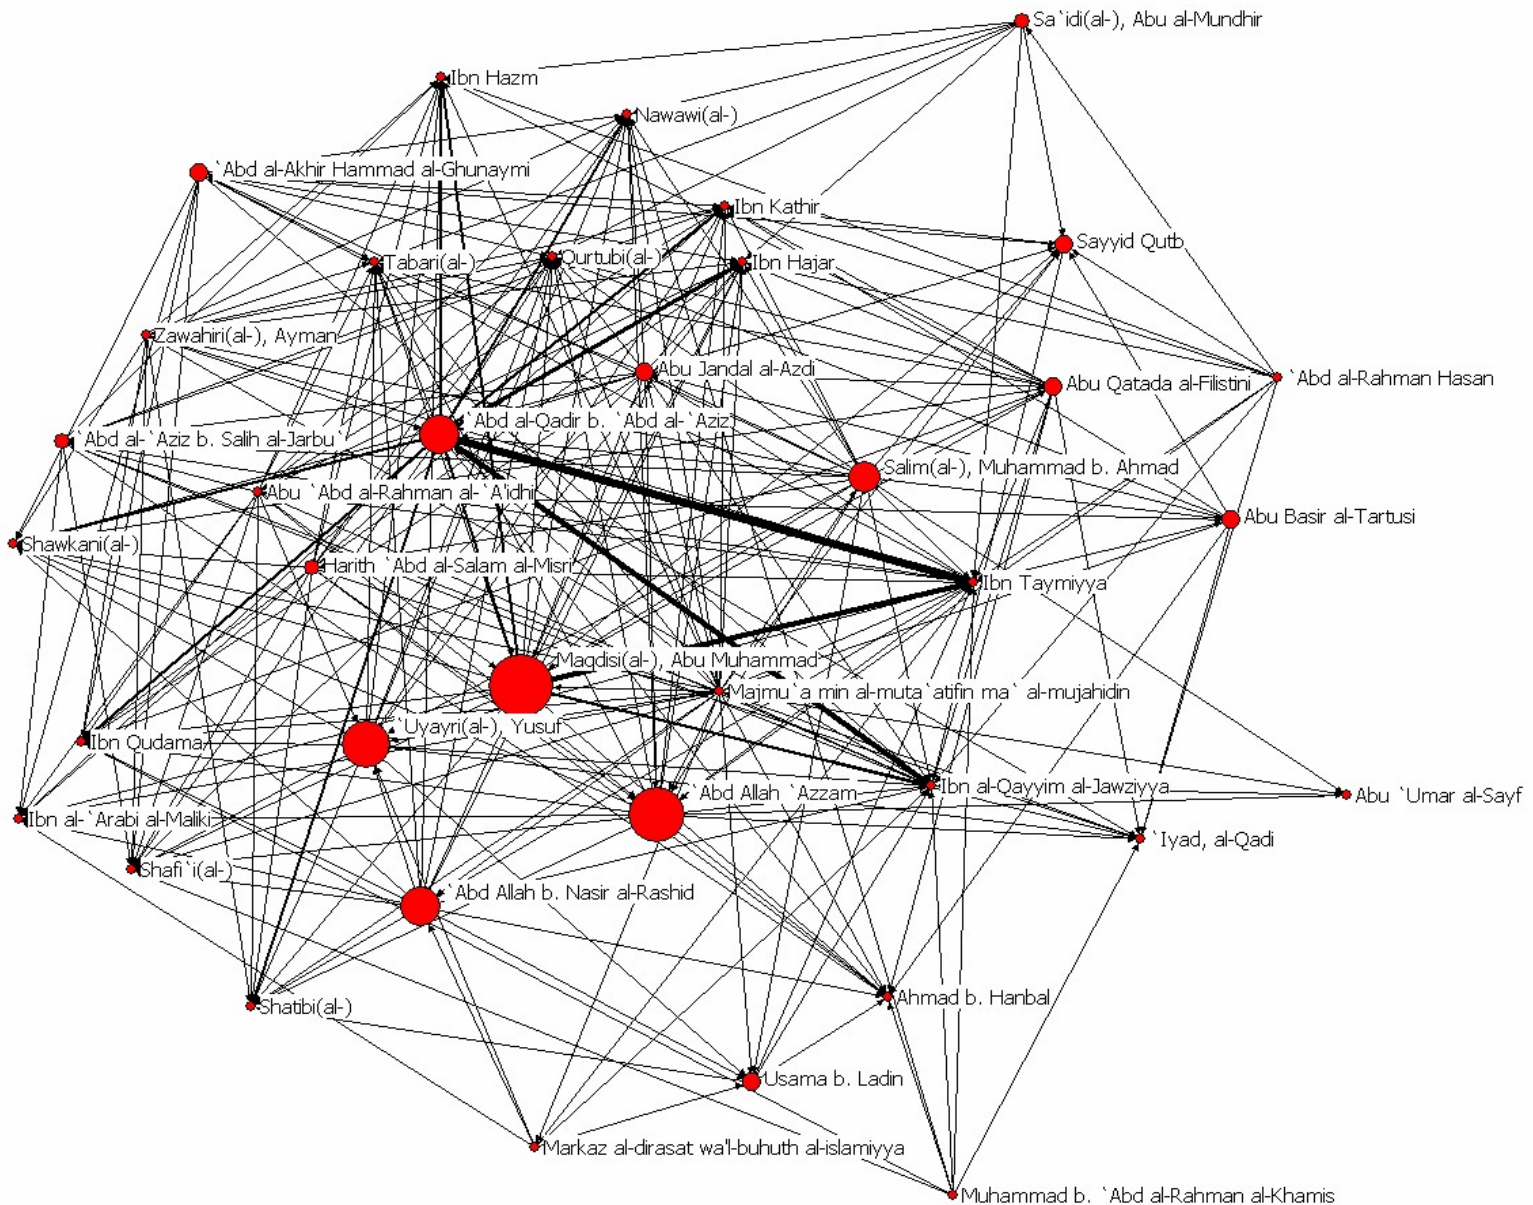 Sa`idi(al-), Abu al-Mundhir
Ibn Hazm
Nawawi(al-)
`Abd al-Akhir Hammad al-Ghunaymi
Ibn Kathir
Sayyid Qutb
Tabari(al-)
Qurtubi(al-)
Ibn Hajar
Zawahiri(al-), Ayman
Abu Jandal al-Azdi
Abu Qatada al-Filistini
`Abd al-Rahman Hasan
`Abd al-Qadir b. `Abd al-`Aziz
`Abd al-`Aziz b. Salih al-Jarbu`
Salim(al-), Muhammad b. Ahmad
Abu `Abd al-Rahman al-`A'idhi
Abu Basir al-Tartusi
Shawkani(al-)
Harith `Abd al-Salam al-Misri
Ibn Taymiyya
Maqdisi(al-), Abu Muhammad
Majmu`a min al-muta`atifin ma` al-mujahidin
`Uyayri(al-), Yusuf
Ibn Qudama
`Abd Allah `Azzam
Ibn al-Qayyim al-Jawziyya
Abu `Umar al-Sayf
Ibn al-`Arabi al-Maliki
`Iyad, al-Qadi
Shafi`i(al-)
`Abd Allah b. Nasir al-Rashid
Ahmad b. Hanbal
Shatibi(al-)
Usama b. Ladin
Markaz al-dirasat wa'l-buhuth al-islamiyya
Muhammad b. `Abd al-Rahman al-Khamis